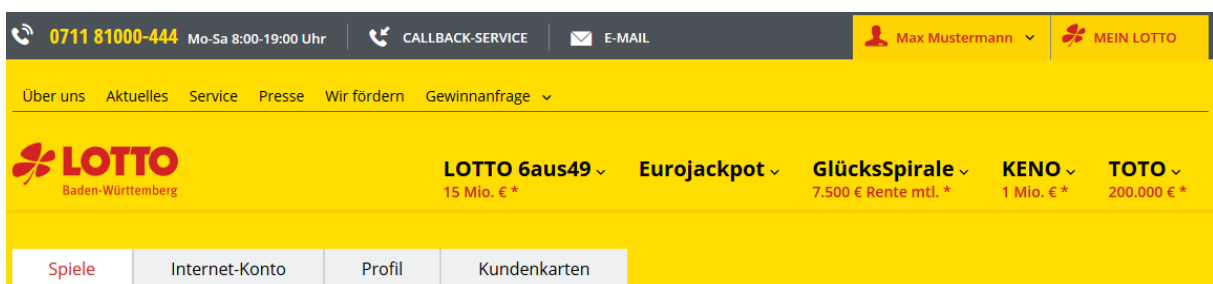 0711 81000-444 Mo-Sa 8:00-19:00 Uhr CALLBACK-SERVICE E-MAIL Max Mustermann MEIN LOTTO
Über uns Aktuelles Service Presse Wir fördern Gewinnanfrage
LOTTO
Baden-Württemberg
LOTTO 6aus49 Eurojackpot GlücksSpirale KENO TOTO
15 Mio. € * 7.500 € Rente mtl. * 1 Mio. € * 200.000 € *
Spiele Internet-Konto Profil Kundenkarten